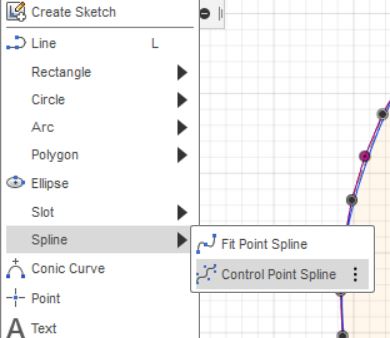 Create Sketch
Line L
Rectangle
Circle
Arc
Polygon
Ellipse
Slot
Spline
Fit Point Spline
Control Point Spline
Conic Curve
Point
A Text